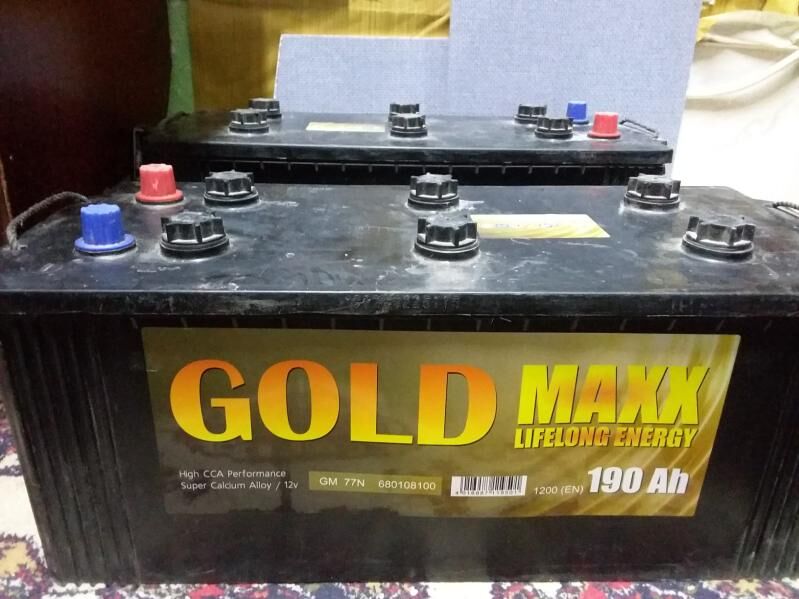 GOLD MAXX
LIFELONG ENERGY
High CCA Performance
Super Calcium Alloy / 12v
GM 77N 680108100
1200 (EN) 190 Ah